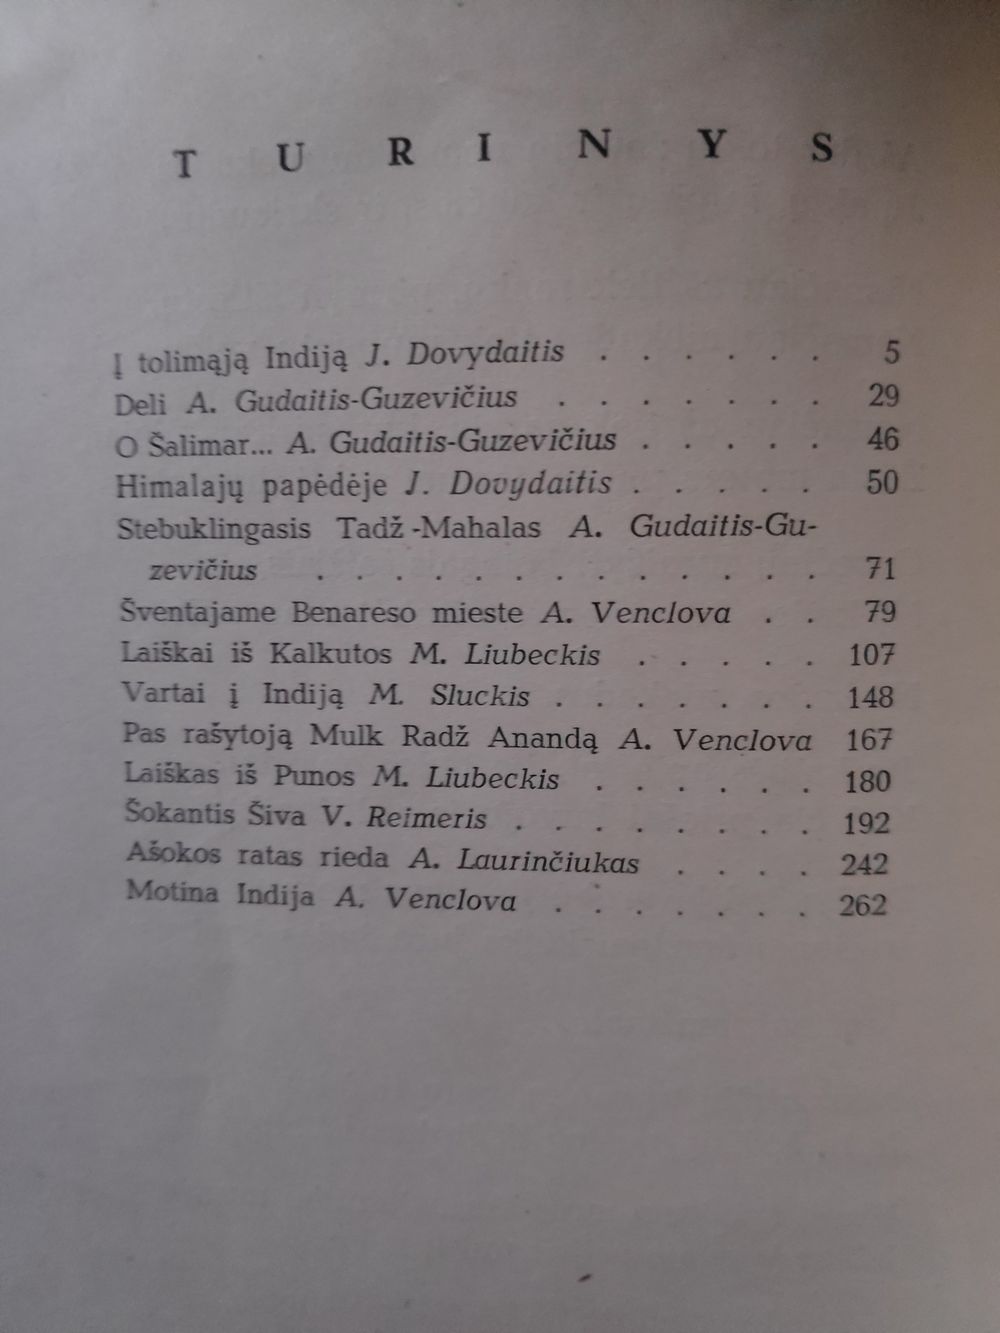 TURINYS
Į tolimąją Indiją J. Dovydaitis . . . . . . 5
Deli A. Gudaitis-Guzevičius . . . . . . . 29
O Šalimar... A. Gudaitis-Guzevičius . . . . . 46
Himalajų papėdėje J. Dovydaitis . . . . . 50
Stebuklingasis Tadž-Mahalas A. Gudaitis-Gu-
zevičius . . . . . . . . . . . . . 71
Šventajame Benareso mieste A. Venclova . . 79
Laiškai iš Kalkutos M. Liubeckis . . . . . 107
Vartai į Indiją M. Sluckis . . . . . . . 148
Pas rašytoją Mulk Radž Anandą A. Venclova 167
Laiškas iš Punos M. Liubeckis . . . . . . 180
Šokantis Šiva V. Reimeris . . . . . . . . 192
Ašokos ratas rieda A. Laurinčiukas . . . . 242
Motina Indija A. Venclova . . . . . . . 262